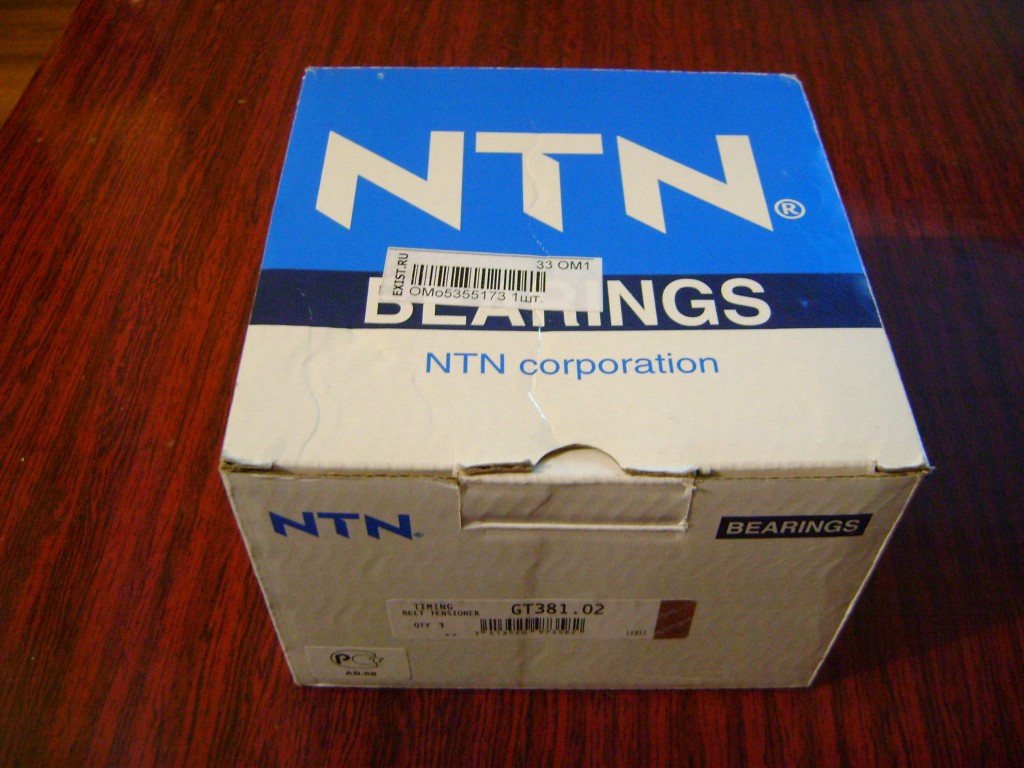 NTN®
33 OM1
EXIST.RU
OMo5355173 1шт.
BEARINGS
NTN corporation
NTN®
BEARINGS
TIMING
BELT TENSIONER
GT381.02
QTY 1